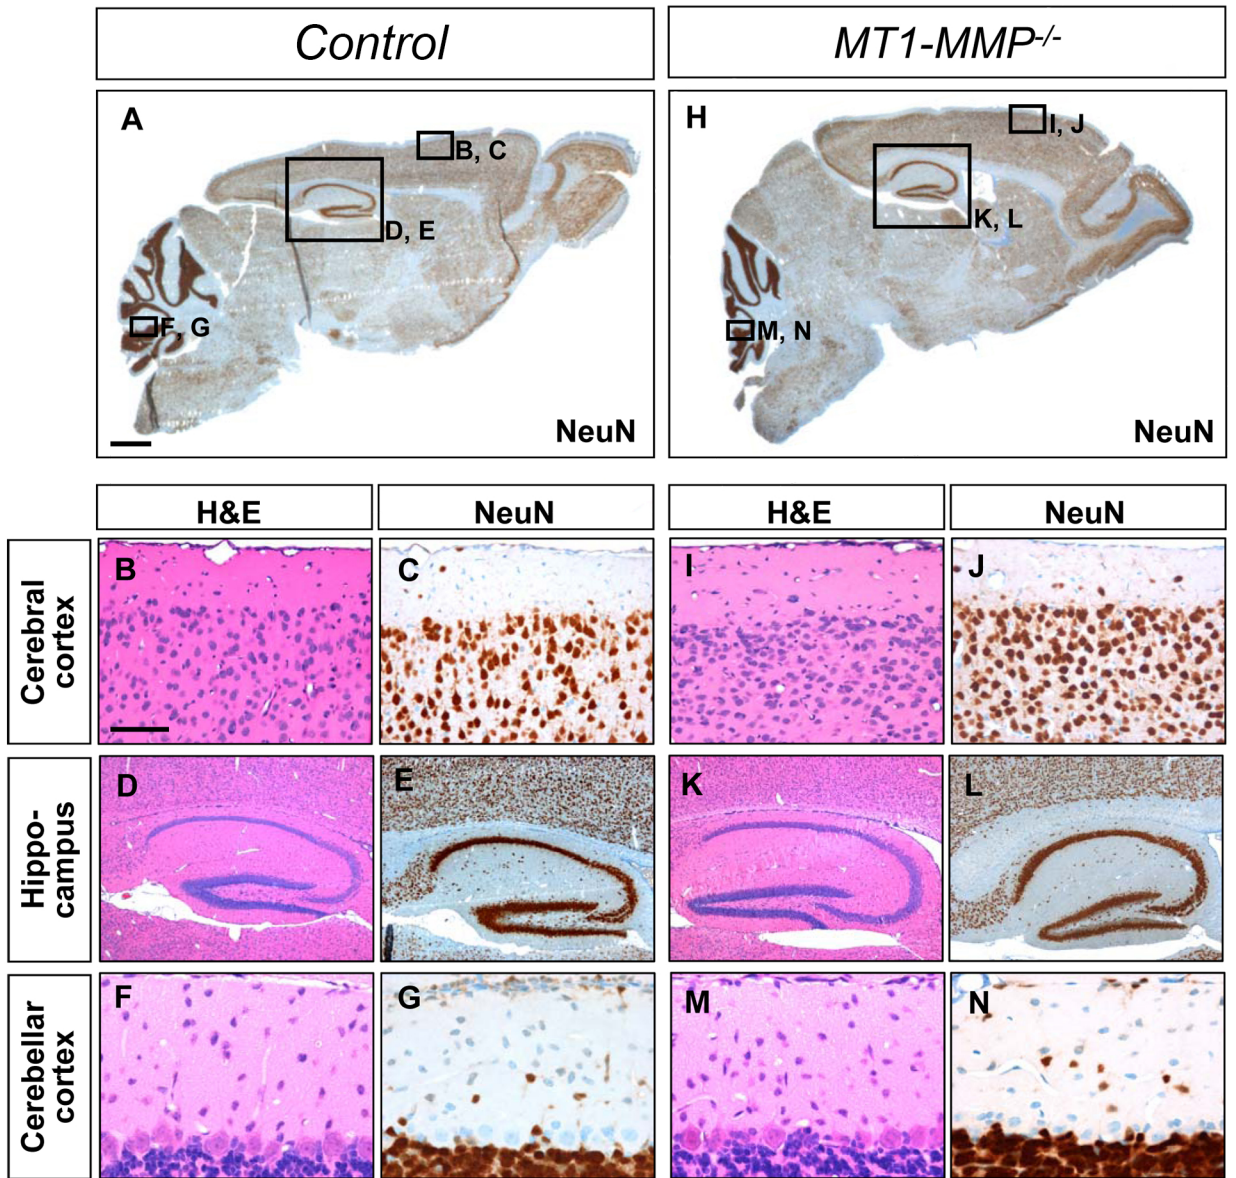 Control
MT1-MMP-/-
A
B, C
D, E
F, G
NeuN
H
I, J
K, L
M, N
NeuN
H&E
NeuN
H&E
NeuN
Cerebral
cortex
B
C
I
J
Hippo-
campus
D
E
K
L
Cerebellar
cortex
F
G
M
N